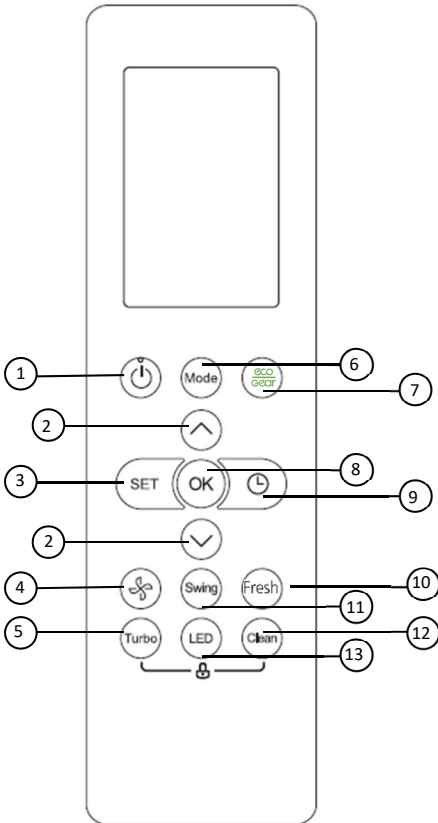 1 Mode 6
eco
Gear 7
2
3 SET OK 8
9
2
4 Swing Fresh 10
11
5 Turbo LED Clean 12
13